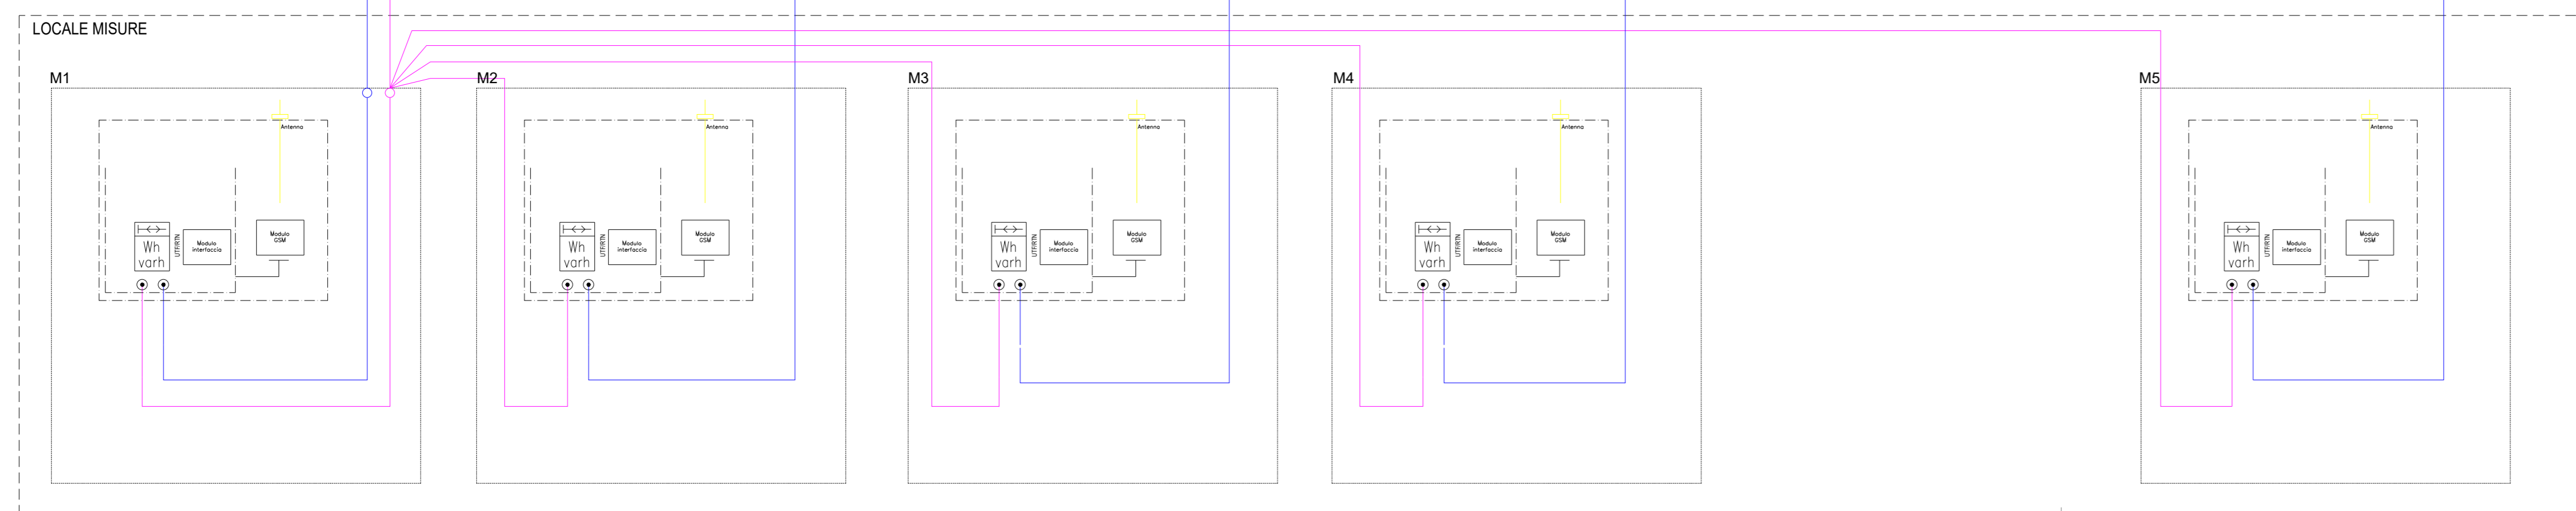 LOCALE MISURE
M1
M2
M3
M4
M5
Antenna
Wh
varh
UTF/RTN
Modulo
interfaccia
Modulo
GSM
Antenna
Wh
varh
UTF/RTN
Modulo
interfaccia
Modulo
GSM
Antenna
Wh
varh
UTF/RTN
Modulo
interfaccia
Modulo
GSM
Antenna
Wh
varh
UTF/RTN
Modulo
interfaccia
Modulo
GSM
Antenna
Wh
varh
UTF/RTN
Modulo
interfaccia
Modulo
GSM